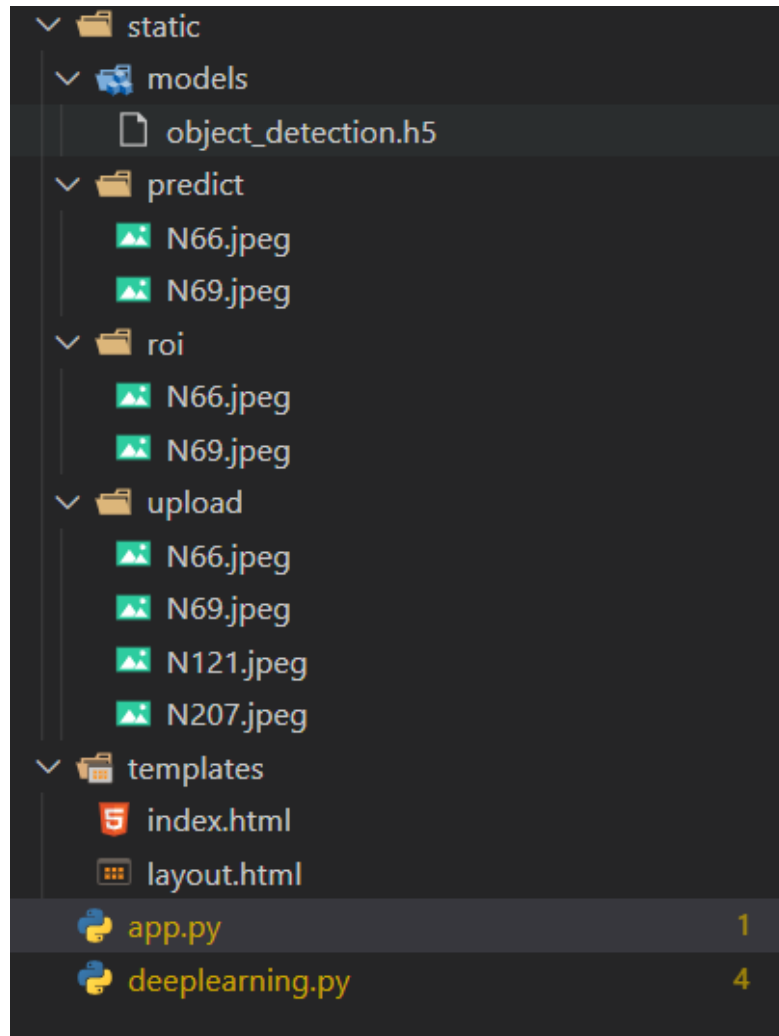 static
models
object_detection.h5
predict
N66.jpeg
N69.jpeg
roi
N66.jpeg
N69.jpeg
upload
N66.jpeg
N69.jpeg
N121.jpeg
N207.jpeg
templates
index.html
layout.html
app.py 1
deeplearning.py 4